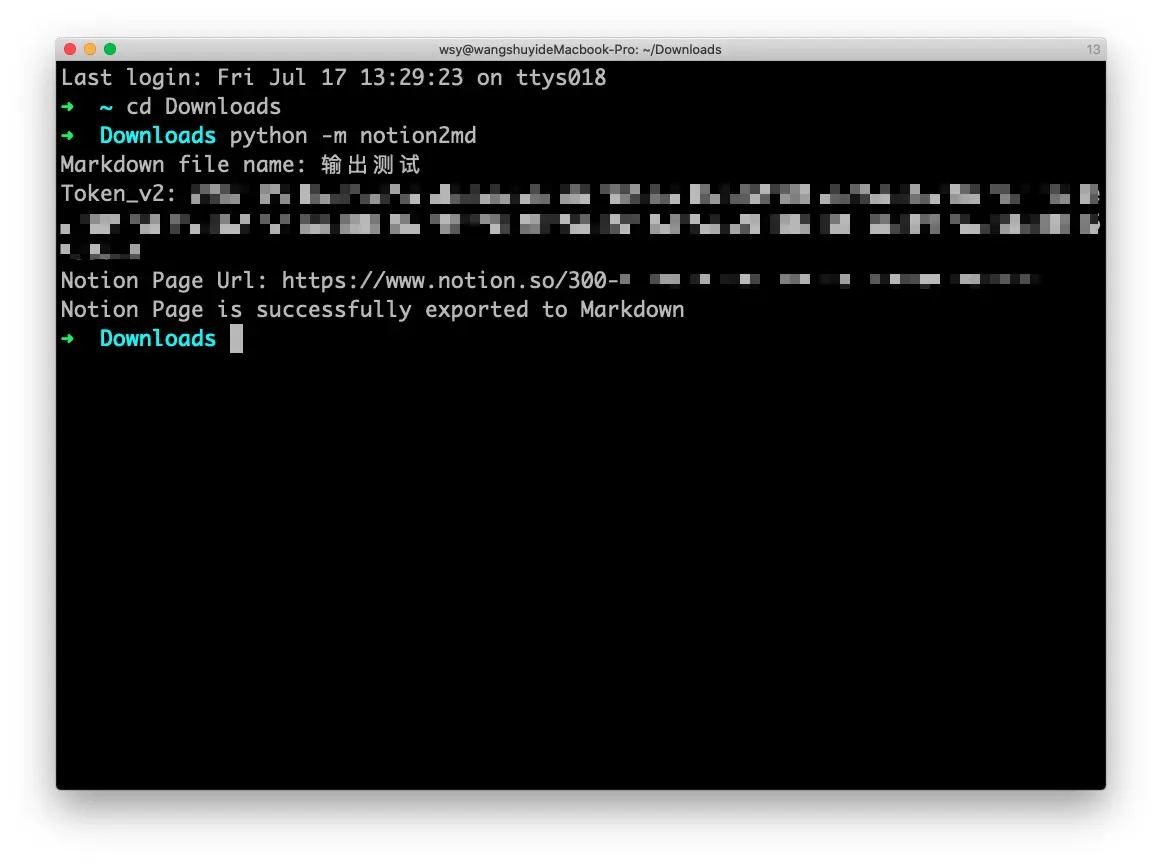 wsy@wangshuyideMacbook-Pro: ~/Downloads 13
Last login: Fri Jul 17 13:29:23 on ttys018
➜ ~ cd Downloads
➜ Downloads python -m notion2md
Markdown file name: 输出测试
Token_v2:
Notion Page Url: https://www.notion.so/300-
Notion Page is successfully exported to Markdown
➜ Downloads